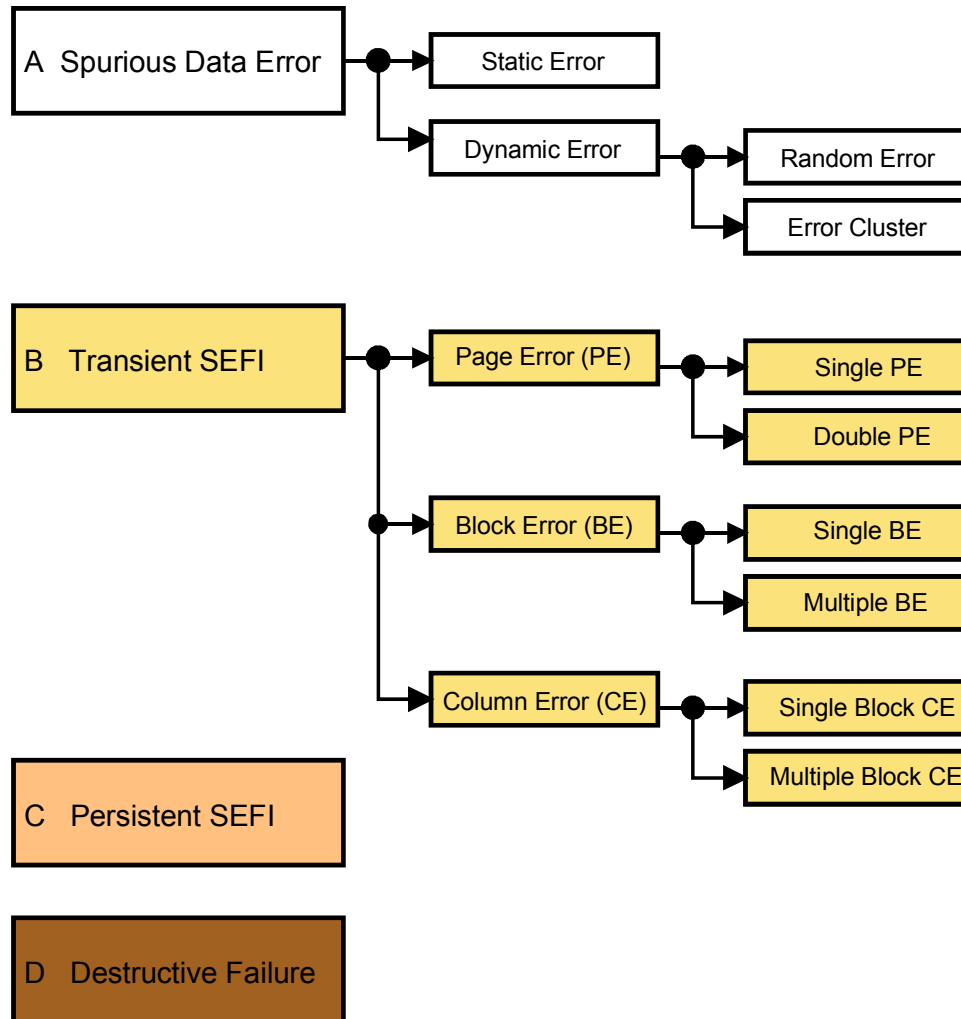 A Spurious Data Error
Static Error
Dynamic Error
Random Error
Error Cluster
B Transient SEFI
Page Error (PE)
Single PE
Double PE
Block Error (BE)
Single BE
Multiple BE
Column Error (CE)
Single Block CE
Multiple Block CE
C Persistent SEFI
D Destructive Failure